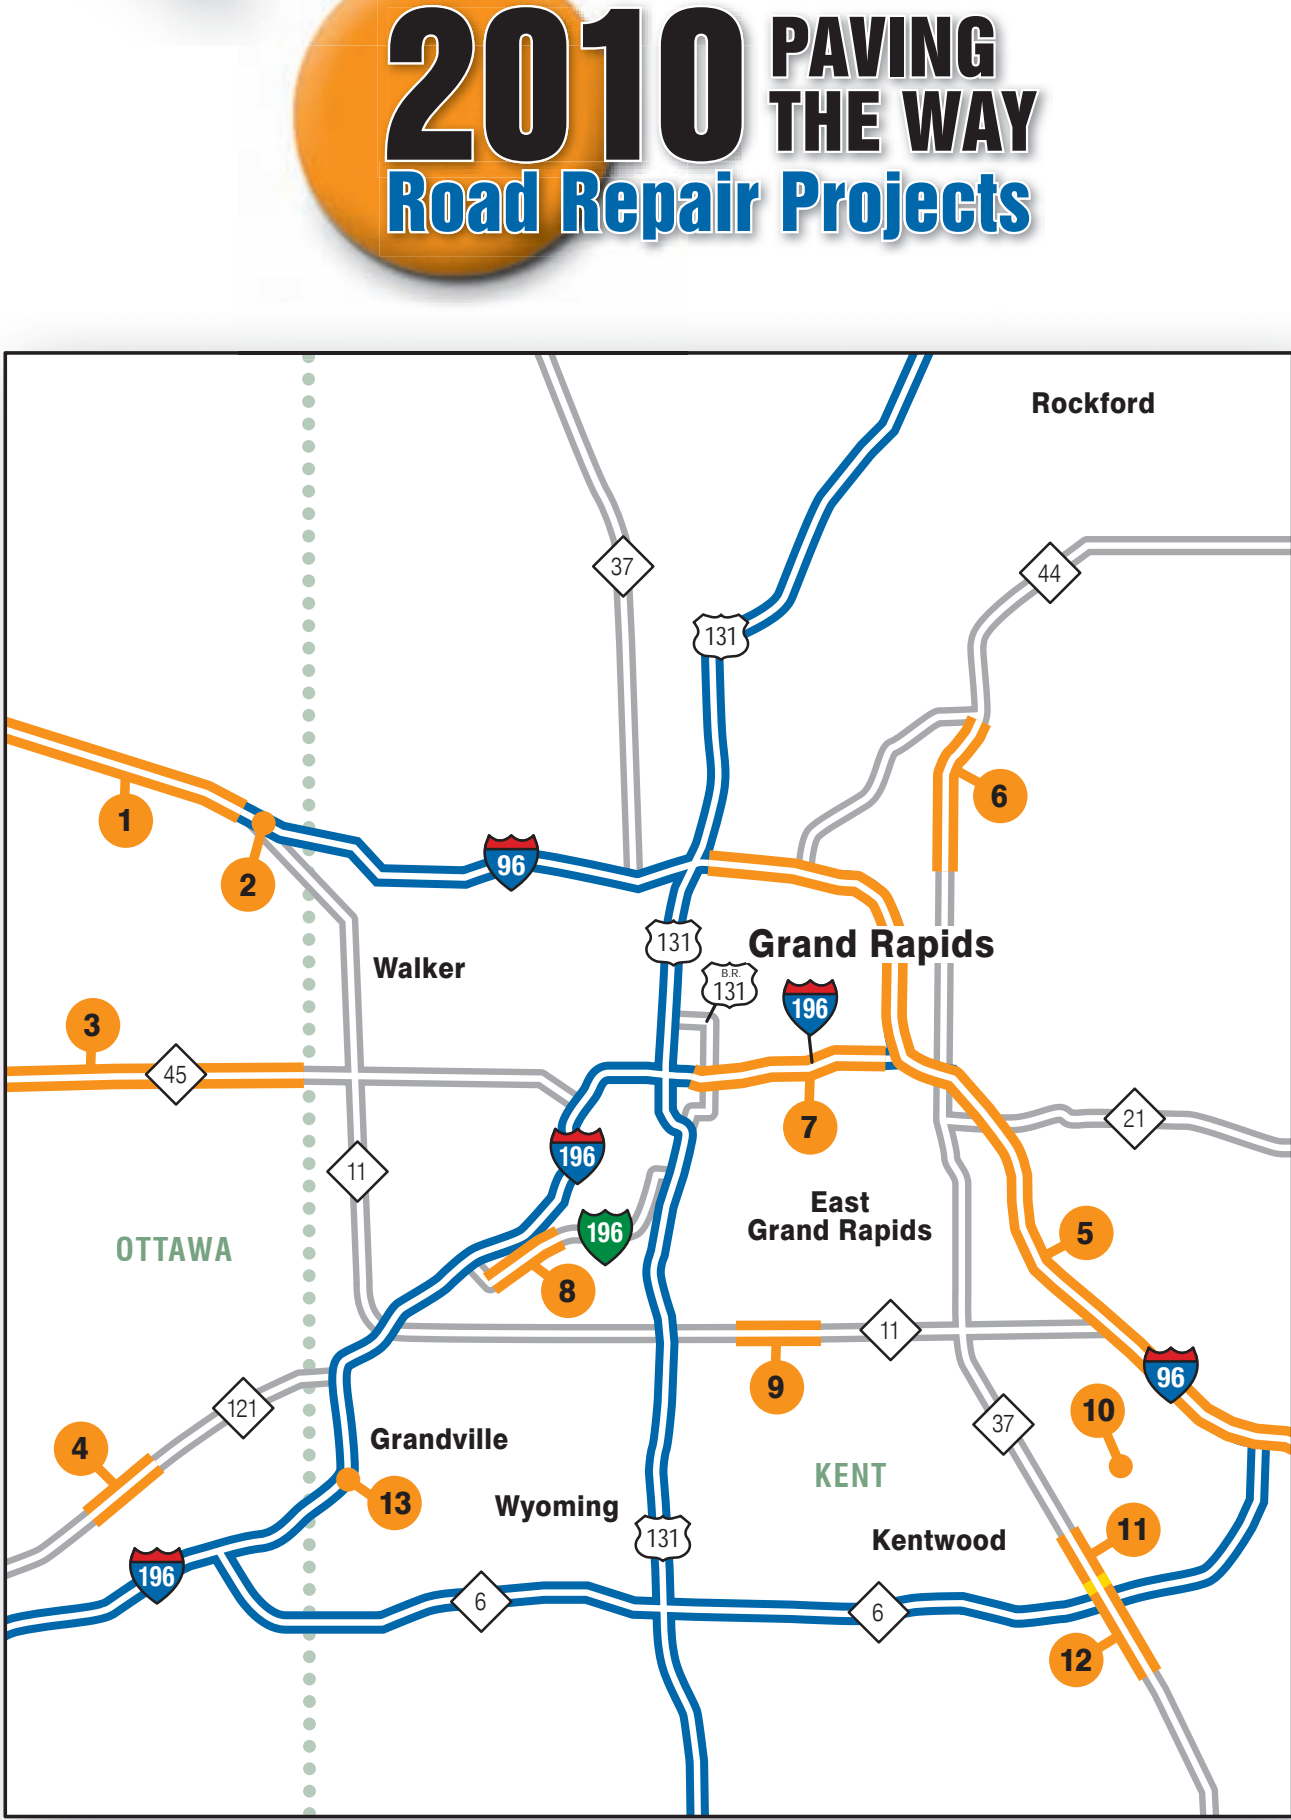 2010 PAVING
THE WAY
Road Repair Projects
Rockford
37
44
131
6
1
96
2
131
Grand Rapids
Walker
B.R.
131
196
3
45
7
21
11
196
East
Grand Rapids
196
OTTAWA
5
8
11
9
96
121
10
37
4
Grandville
KENT
13
Wyoming
11
131
Kentwood
196
6
6
12